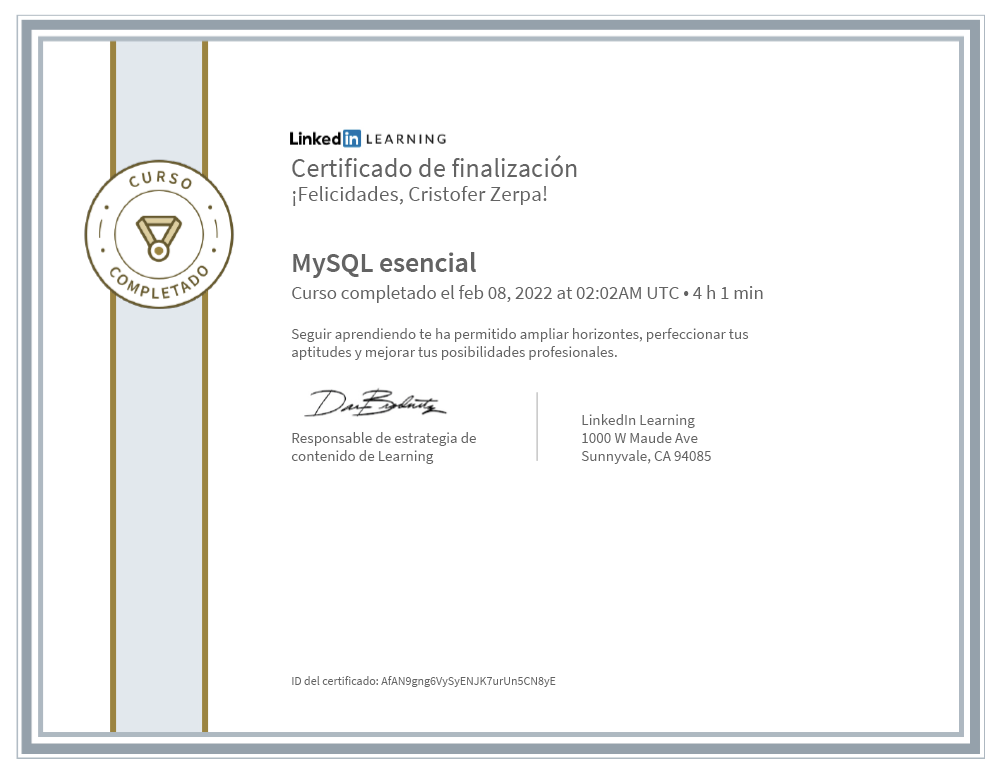 LinkedIn LEARNING
Certificado de finalización
¡Felicidades, Cristofer Zerpa!
CURSO
COMPLETADO
MySQL esencial
Curso completado el feb 08, 2022 at 02:02AM UTC • 4 h 1 min
Seguir aprendiendo te ha permitido ampliar horizontes, perfeccionar tus
aptitudes y mejorar tus posibilidades profesionales.
Responsable de estrategia de
contenido de Learning
LinkedIn Learning
1000 W Maude Ave
Sunnyvale, CA 94085
ID del certificado: AfAN9gng6VySyENJK7urUn5CN8yE